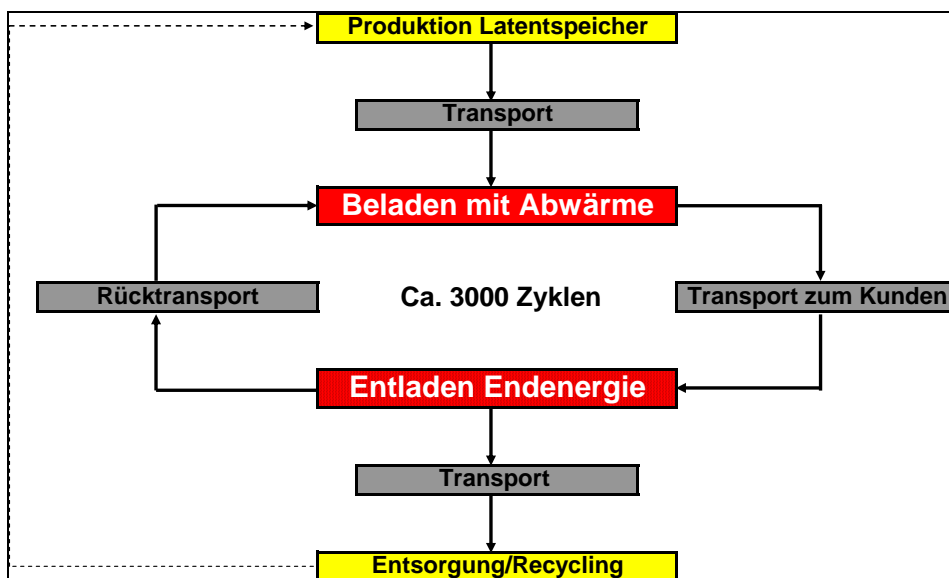 Produktion Latentspeicher
Transport
Beladen mit Abwärme
Rücktransport
Ca. 3000 Zyklen
Transport zum Kunden
Entladen Endenergie
Transport
Entsorgung/Recycling